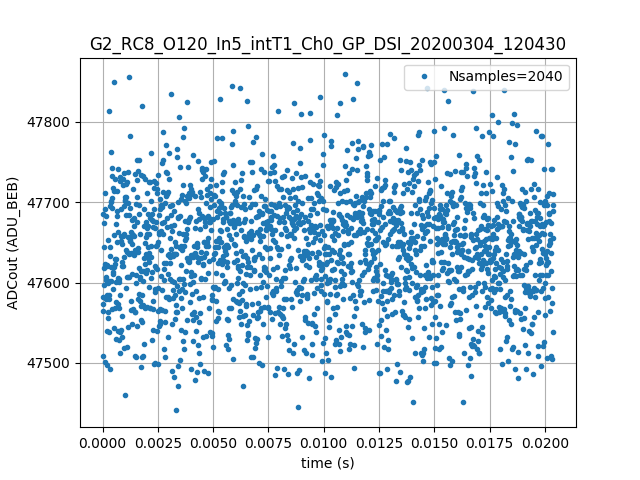 G2_RC8_O120_In5_intT1_Ch0_GP_DSI_20200304_120430
Nsamples=2040
47800
47700
47600
47500
ADCout (ADU_BEB)
0.0000 0.0025 0.0050 0.0075 0.0100 0.0125 0.0150 0.0175 0.0200
time (s)